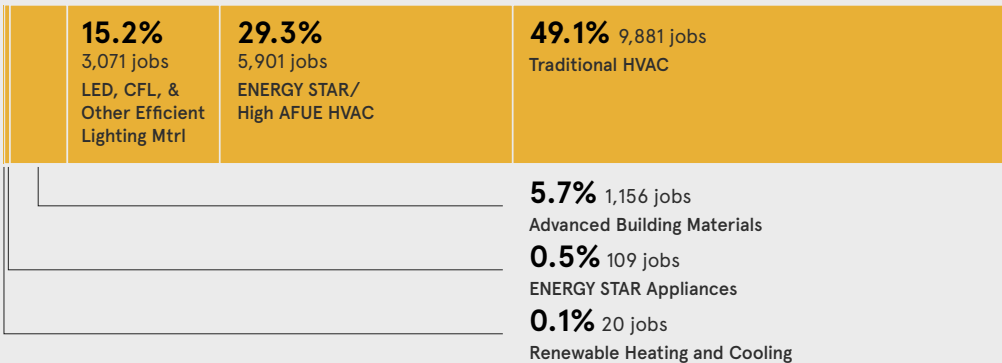 15.2%
3,071 jobs
LED, CFL, &
Other Efficient
Lighting Mtrl
29.3%
5,901 jobs
ENERGY STAR/
High AFUE HVAC
49.1% 9,881 jobs
Traditional HVAC
5.7% 1,156 jobs
Advanced Building Materials
0.5% 109 jobs
ENERGY STAR Appliances
0.1% 20 jobs
Renewable Heating and Cooling